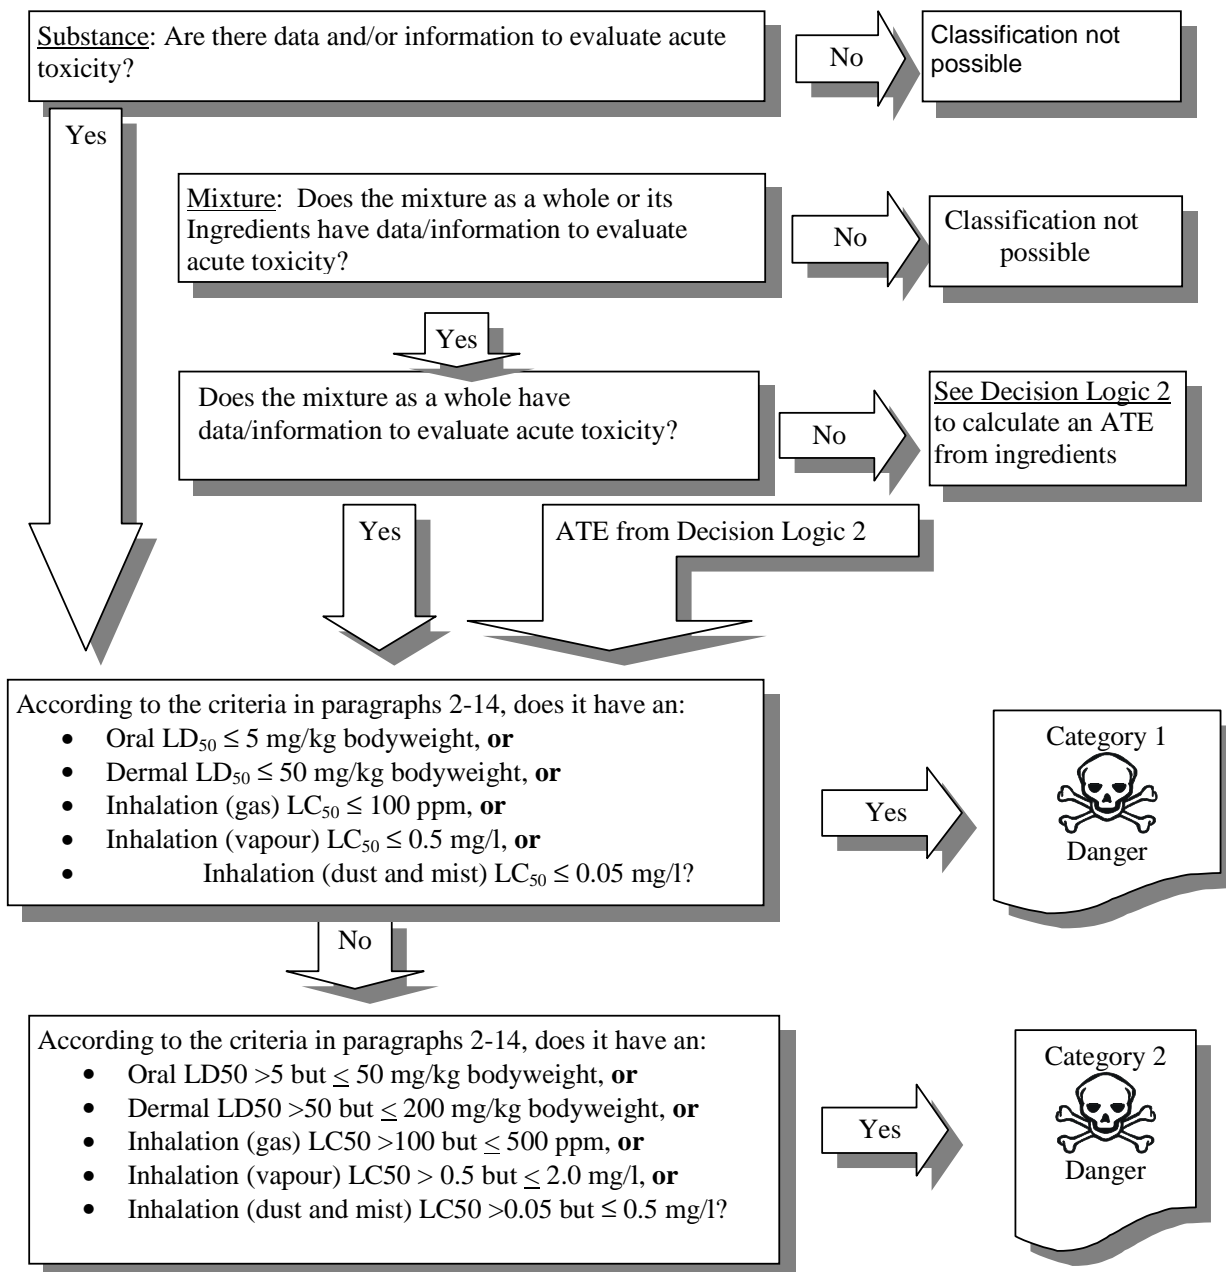 Substance: Are there data and/or information to evaluate acute
toxicity?
No
Classification not
possible
Yes
Mixture: Does the mixture as a whole or its
Ingredients have data/information to evaluate
acute toxicity?
No
Classification not
possible
Yes
Does the mixture as a whole have
data/information to evaluate acute toxicity?
No
See Decision Logic 2
to calculate an ATE
from ingredients
Yes
ATE from Decision Logic 2
According to the criteria in paragraphs 2-14, does it have an:
• Oral LD50 ≤ 5 mg/kg bodyweight, or
• Dermal LD50 ≤ 50 mg/kg bodyweight, or
• Inhalation (gas) LC50 ≤ 100 ppm, or
• Inhalation (vapour) LC50 ≤ 0.5 mg/l, or
• Inhalation (dust and mist) LC50 ≤ 0.05 mg/l?
Yes
Category 1
Danger
No
According to the criteria in paragraphs 2-14, does it have an:
• Oral LD50 >5 but ≤ 50 mg/kg bodyweight, or
• Dermal LD50 >50 but ≤ 200 mg/kg bodyweight, or
• Inhalation (gas) LC50 >100 but ≤ 500 ppm, or
• Inhalation (vapour) LC50 > 0.5 but ≤ 2.0 mg/l, or
• Inhalation (dust and mist) LC50 >0.05 but ≤ 0.5 mg/l?
Yes
Category 2
Danger